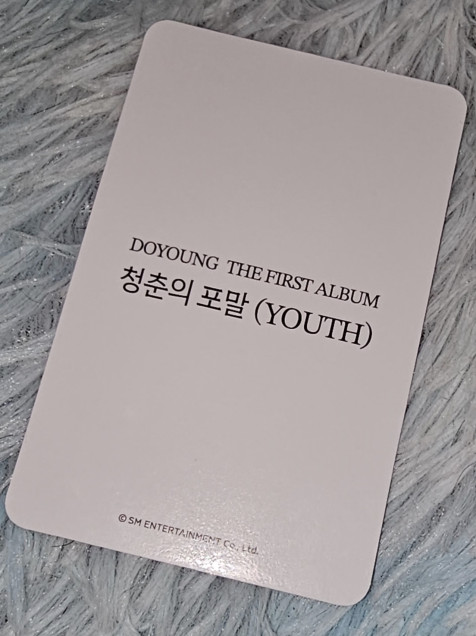 DOYOUNG THE FIRST ALBUM
청춘의 포말 (YOUTH)
© SM ENTERTAINMENT Co., Ltd.